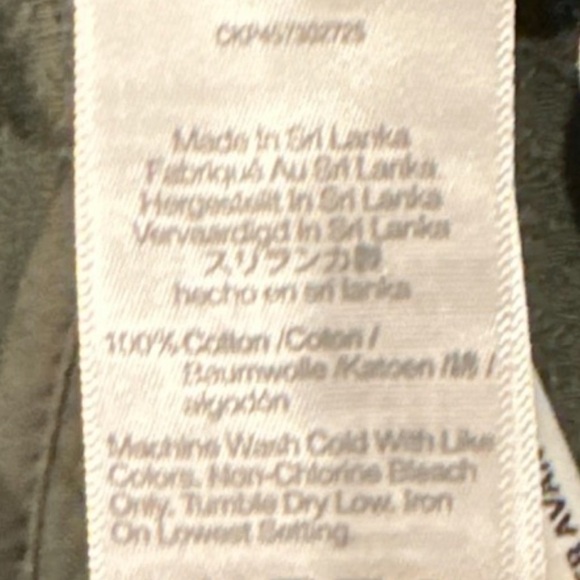 CKP457302725
Made In Sri Lanka
Fabriqué Au Sri Lanka
Hergestellt In Sri Lanka
Vervaardigd In Sri Lanka
スリランカ製
hecho en sri lanka
100% Cotton /Coton /
Baumwolle /Katoen /綿 /
algodón
Machine Wash Cold With Like
Colors. Non-Chlorine Bleach
Only. Tumble Dry Low. Iron
On Lowest Setting